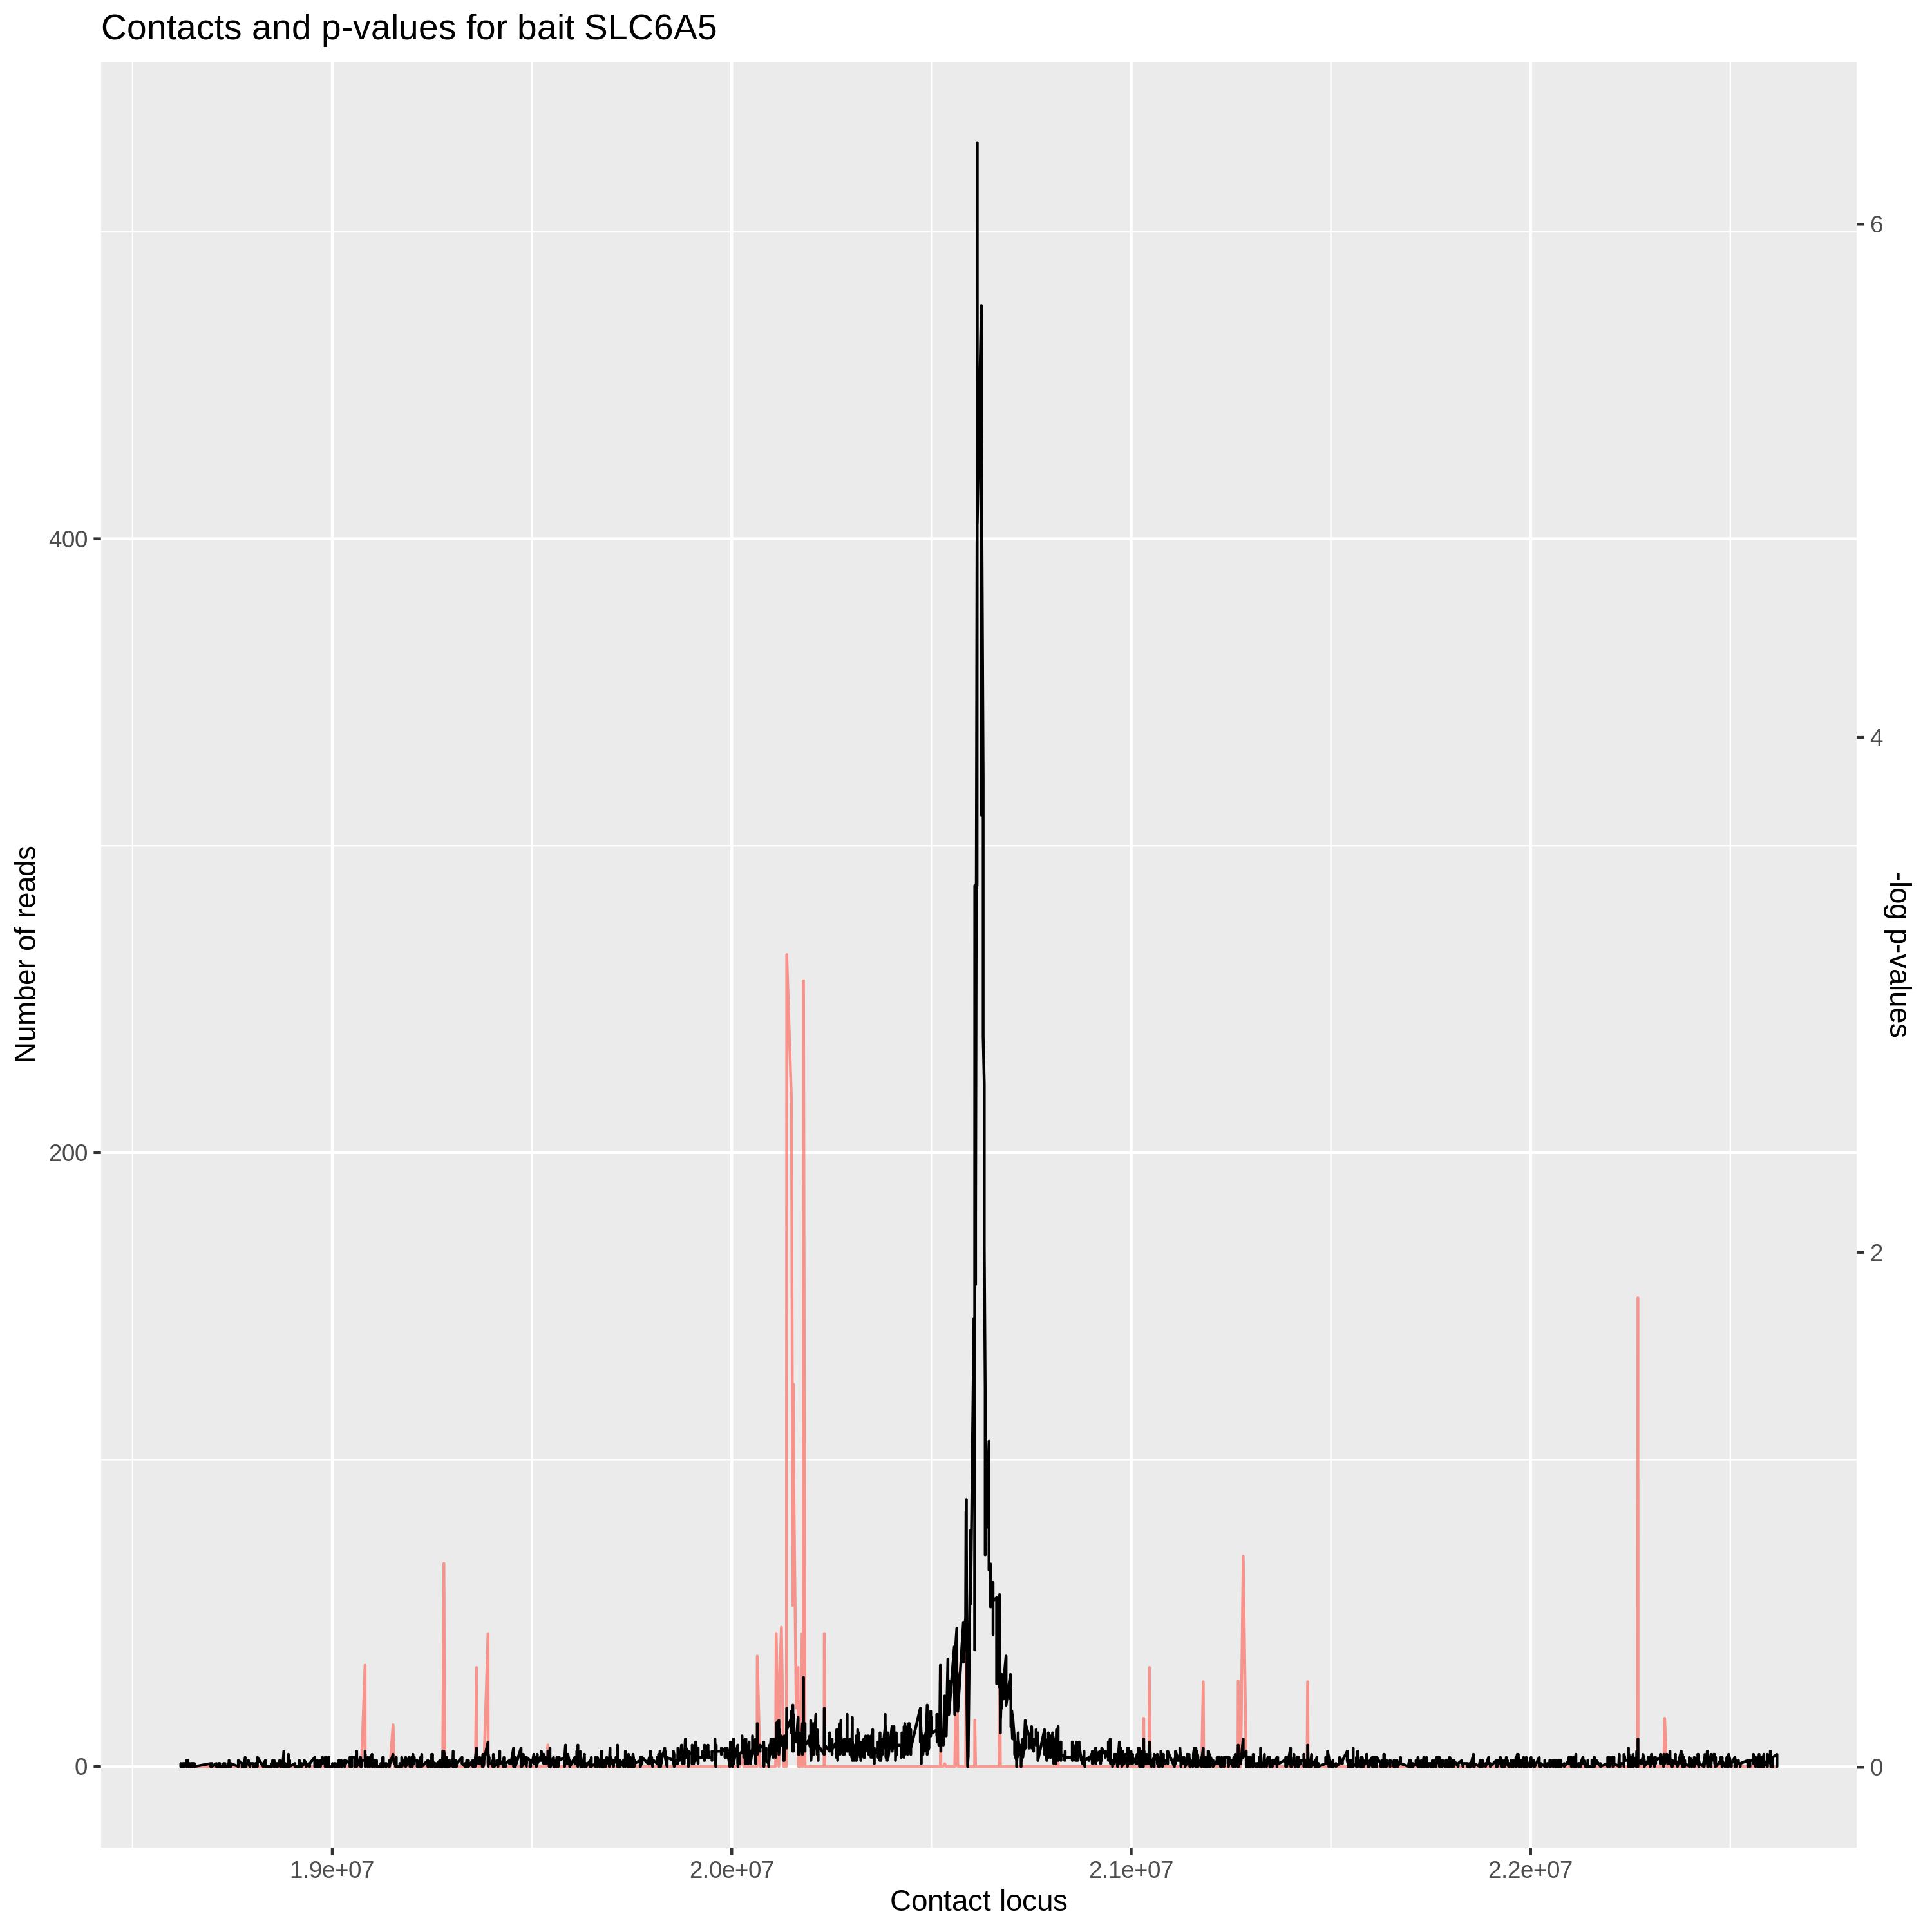 Contacts and p-values for bait SLC6A5
6
400
4
Number of reads
-log p-values
200
2
0
0
1.9e+07
2.0e+07
2.1e+07
2.2e+07
Contact locus